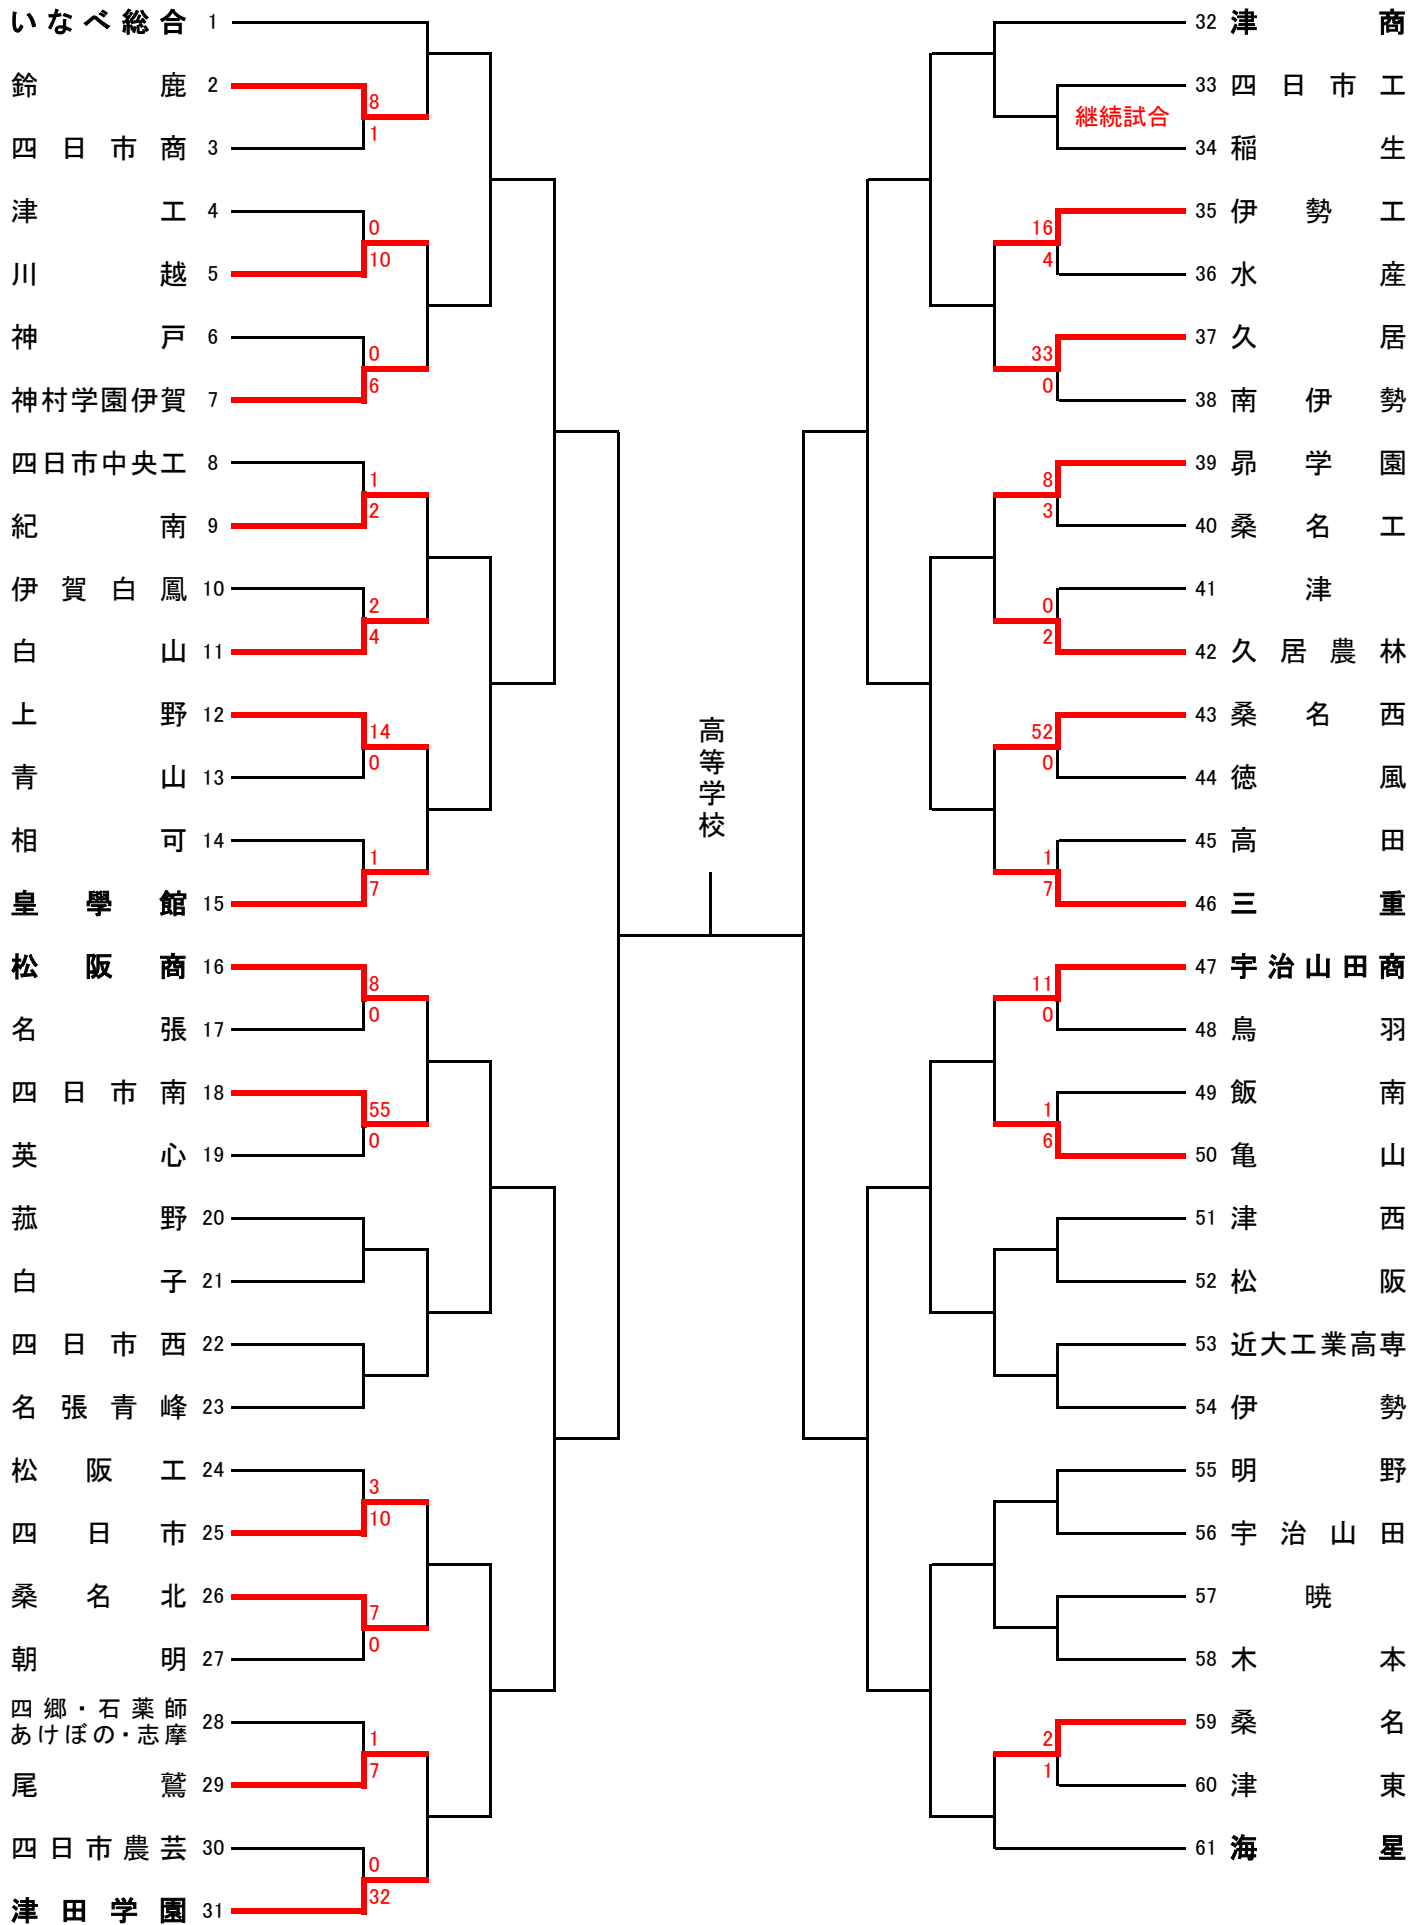 いなべ総合 1
鈴鹿 2
8
1
四日市商 3
津工 4
0
10
川越 5
神戸 6
0
6
神村学園伊賀 7
四日市中央工 8
1
2
紀南 9
伊賀白鳳 10
2
4
白山 11
上野 12
14
0
青山 13
相可 14
1
7
皇學館 15
松阪商 16
8
0
名張 17
四日市南 18
55
0
英心 19
菰野 20
白子 21
四日市西 22
名張青峰 23
松阪工 24
3
10
四日市 25
桑名北 26
7
0
朝明 27
四郷・石薬師
あけぼの・志摩 28
1
7
尾鷲 29
四日市農芸 30
0
32
津田学園 31
高等学校
32 津商
33 四日市工
継続試合
34 稲生
35 伊勢工
16
4
36 水産
37 久居
33
0
38 南伊勢
39 昴学園
8
3
40 桑名工
41 津
0
2
42 久居農林
43 桑名西
52
0
44 徳風
45 高田
1
7
46 三重
47 宇治山田商
11
0
48 鳥羽
49 飯南
1
6
50 亀山
51 津西
52 松阪
53 近大工業高専
54 伊勢
55 明野
56 宇治山田
57 暁
58 木本
59 桑名
2
1
60 津東
61 海星